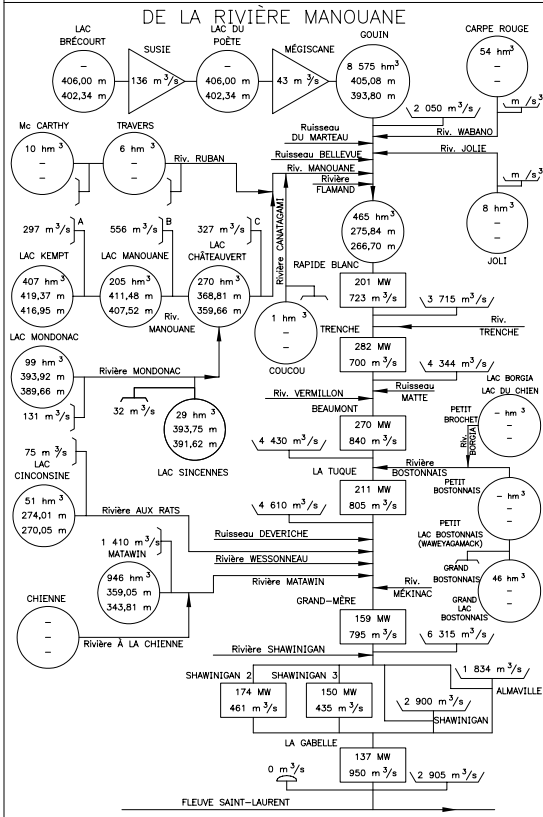 DE LA RIVIÈRE MANOUANE
LAC BRÉCOURT
–
406,00 m
402,34 m
SUSIE
136 m³/s
LAC DU POÈTE
–
406,00 m
402,34 m
MÉGISCANE
43 m³/s
GOUIN
8 575 hm³
405,08 m
393,80 m
CARPE ROUGE
54 hm³
–
–
2 050 m³/s
Ruisseau DU MARTEAU
Riv. WABANO
m³/s
Ruisseau BELLEVUE
Riv. JOLIE
Riv. MANOUANE
Rivière FLAMAND
m³/s
8 hm³
–
–
JOLI
Mc CARTHY
10 hm³
–
–
TRAVERS
6 hm³
–
–
Riv. RUBAN
297 m³/s
A
556 m³/s
B
327 m³/s
C
LAC KEMPT
407 hm³
419,37 m
416,95 m
LAC MANOUANE
205 hm³
411,48 m
407,52 m
Riv. MANOUANE
LAC CHÂTEAUVERT
270 hm³
368,81 m
359,66 m
Rivière CANATAGAMI
1 hm³
–
–
COUCOU
465 hm³
275,84 m
266,70 m
RAPIDE BLANC
201 MW
723 m³/s
3 715 m³/s
Riv. TRENCHE
TRENCHE
282 MW
700 m³/s
4 344 m³/s
Ruisseau MATTE
Riv. VERMILLON
LAC MONDONAC
99 hm³
393,92 m
389,66 m
131 m³/s
Rivière MONDONAC
32 m³/s
29 hm³
393,75 m
391,62 m
LAC SINCENNES
BEAUMONT
270 MW
840 m³/s
4 430 m³/s
LAC BORGIA
LAC DU CHIEN
PETIT BROCHET
– hm³
–
–
Riv. BORGIA
Rivière BOSTONNAIS
PETIT BOSTONNAIS
– hm³
–
–
PETIT LAC BOSTONNAIS
(WAWEYAGAMACK)
GRAND BOSTONNAIS
46 hm³
–
–
GRAND LAC BOSTONNAIS
LA TUQUE
211 MW
805 m³/s
4 610 m³/s
75 m³/s
LAC CINCONSINE
51 hm³
274,01 m
270,05 m
Rivière AUX RATS
Ruisseau DEVERICHE
Rivière WESSONNEAU
1 410 m³/s
MATAWIN
946 hm³
359,05 m
343,81 m
Rivière MATAWIN
Riv. MÉKINAC
CHIENNE
–
–
–
Rivière À LA CHIENNE
GRAND–MÈRE
159 MW
795 m³/s
6 315 m³/s
Rivière SHAWINIGAN
SHAWINIGAN 2
174 MW
461 m³/s
SHAWINIGAN 3
150 MW
435 m³/s
2 900 m³/s
SHAWINIGAN
1 834 m³/s
ALMAVILLE
LA GABELLE
137 MW
950 m³/s
0 m³/s
2 905 m³/s
FLEUVE SAINT–LAURENT